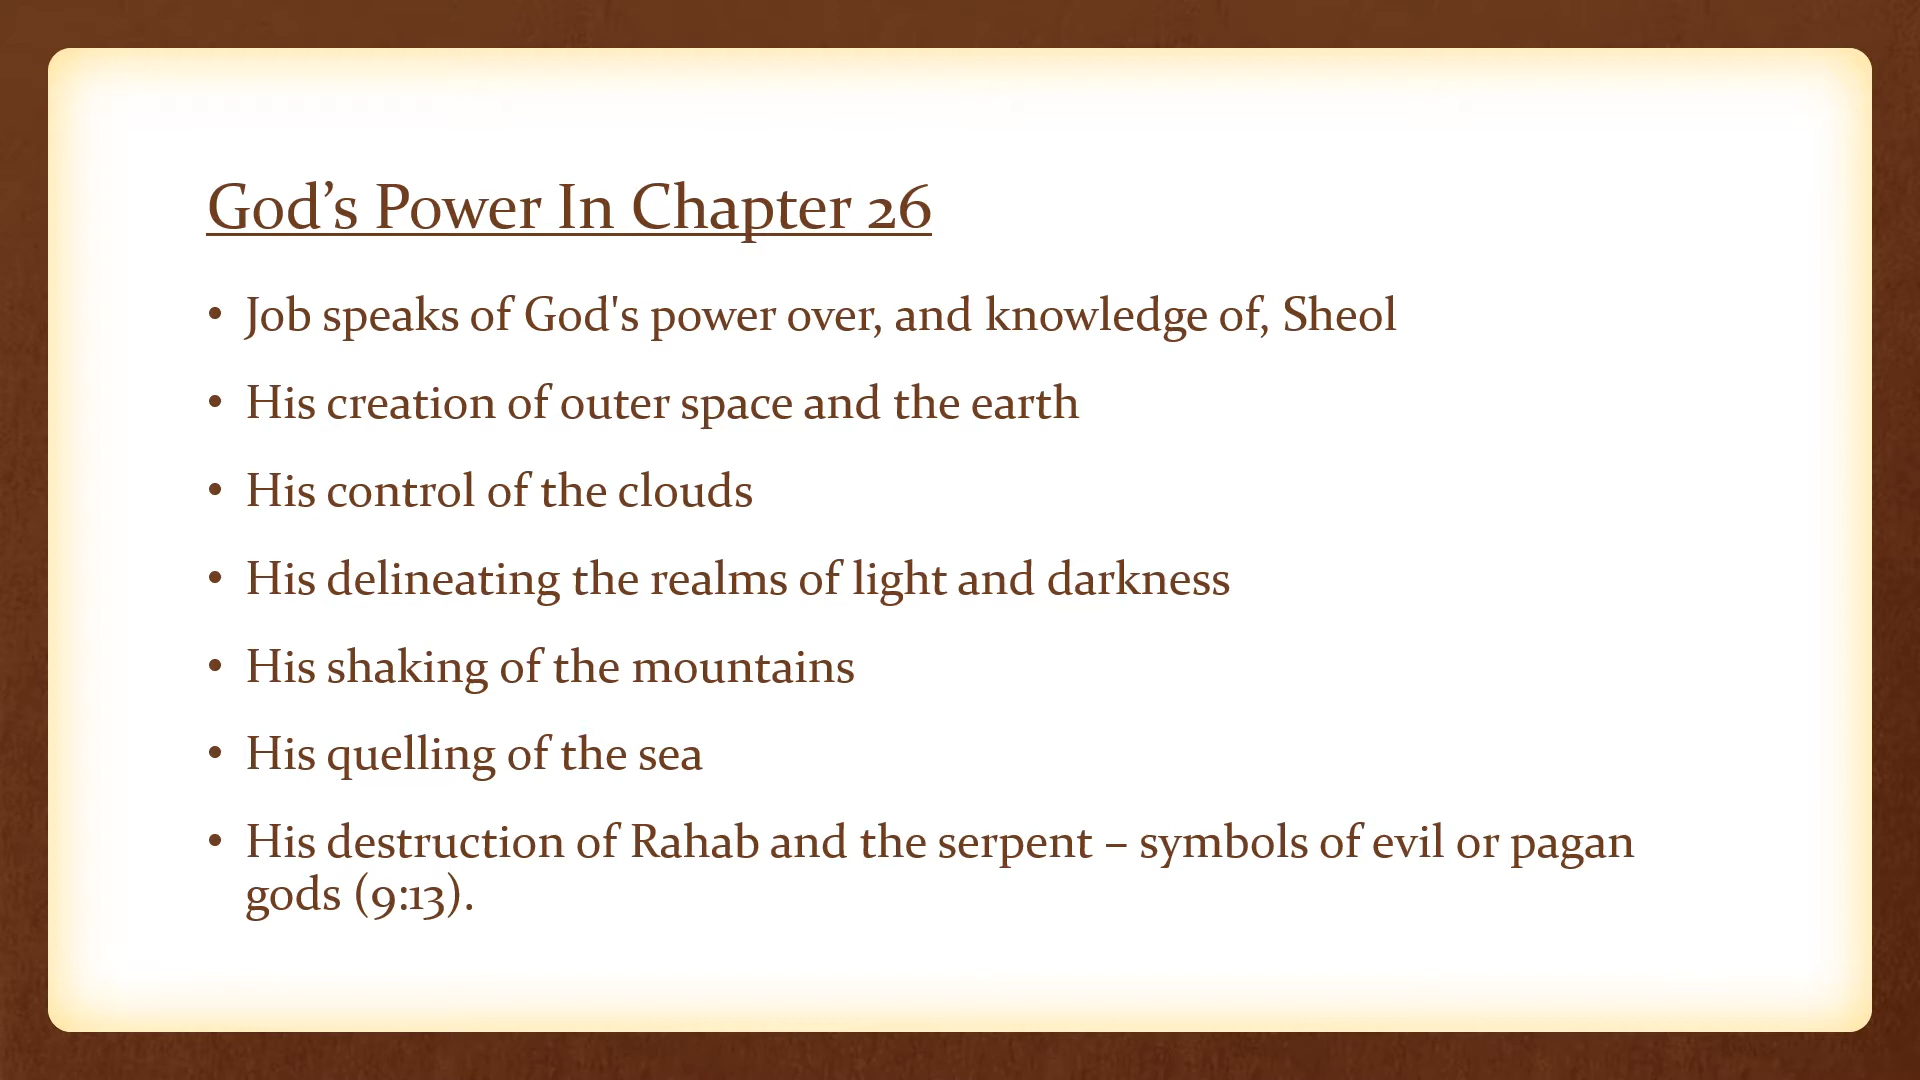 God’s Power In Chapter 26
• Job speaks of God's power over, and knowledge of, Sheol
• His creation of outer space and the earth
• His control of the clouds
• His delineating the realms of light and darkness
• His shaking of the mountains
• His quelling of the sea
• His destruction of Rahab and the serpent – symbols of evil or pagan
gods (9:13).